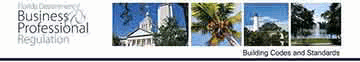 Florida Department of
Business &
Professional
Regulation
Building Codes and Standards